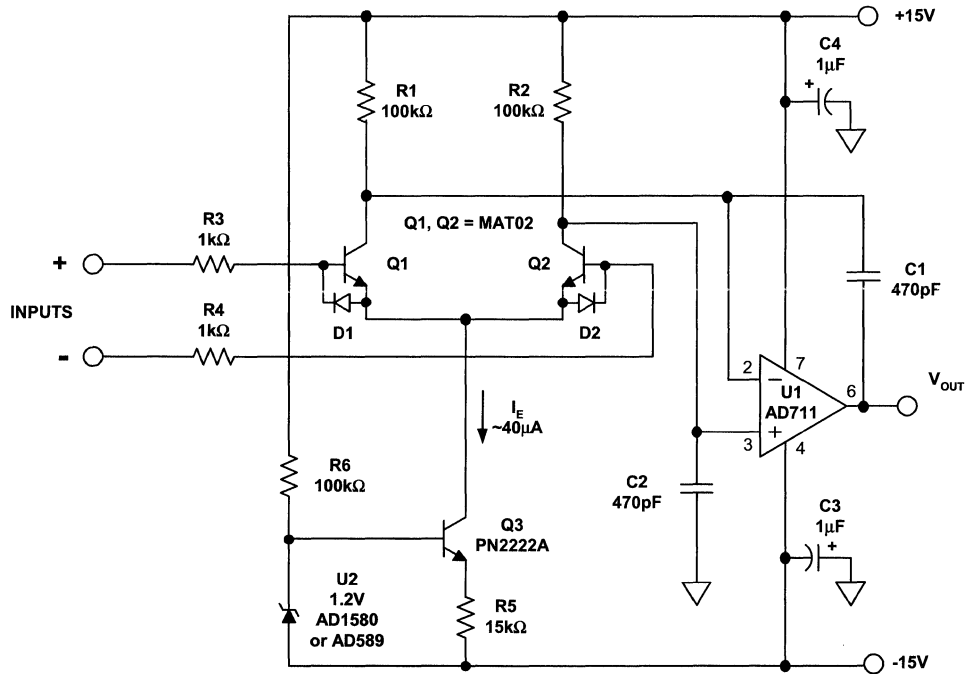 +15V
C4
1μF
+
R1
100kΩ
R2
100kΩ
R3
1kΩ
Q1, Q2 = MAT02
+
Q1
Q2
C1
470pF
INPUTS
R4
1kΩ
D1
D2
-
2
7
−
U1
AD711
6
VOUT
+
3
4
IE
~40μA
R6
100kΩ
C2
470pF
Q3
PN2222A
C3
1μF
+
U2
1.2V
AD1580
or AD589
R5
15kΩ
-15V